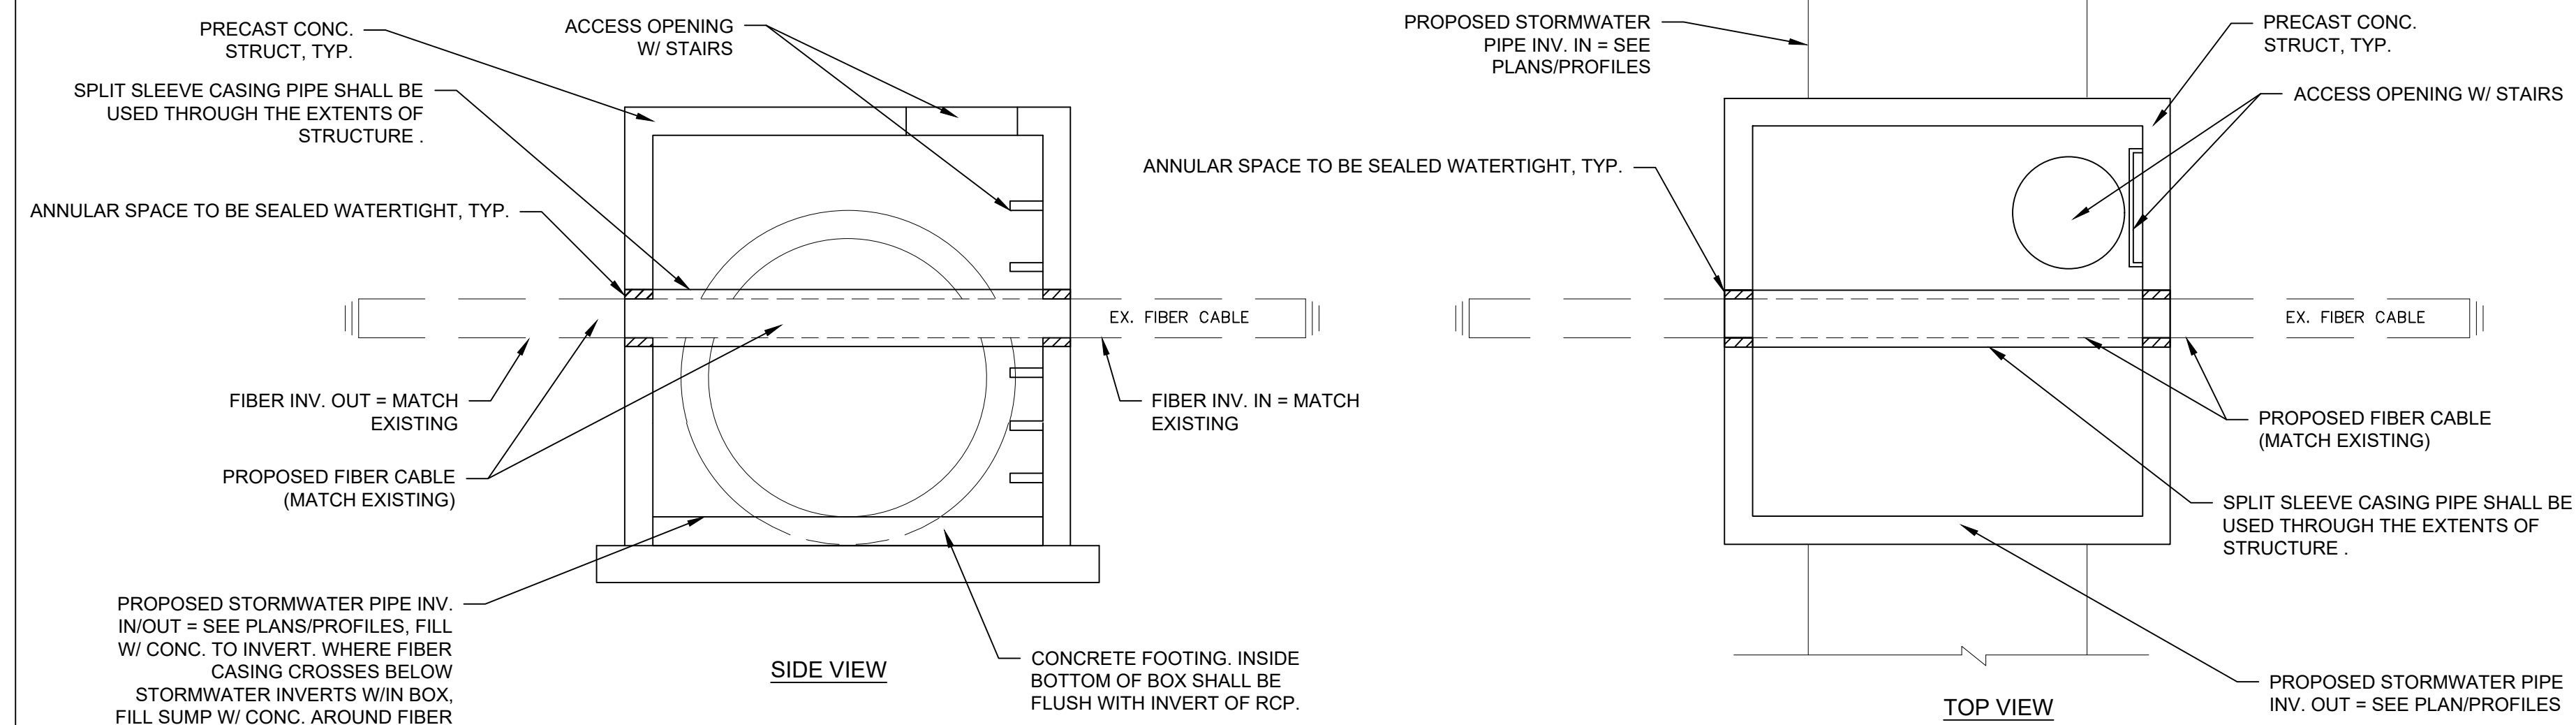 PRECAST CONC.
STRUCT, TYP.
ACCESS OPENING
W/ STAIRS
SPLIT SLEEVE CASING PIPE SHALL BE
USED THROUGH THE EXTENTS OF
STRUCTURE .
ANNULAR SPACE TO BE SEALED WATERTIGHT, TYP.
EX. FIBER CABLE
FIBER INV. OUT = MATCH
EXISTING
FIBER INV. IN = MATCH
EXISTING
PROPOSED FIBER CABLE
(MATCH EXISTING)
PROPOSED STORMWATER PIPE INV.
IN/OUT = SEE PLANS/PROFILES, FILL
W/ CONC. TO INVERT. WHERE FIBER
CASING CROSSES BELOW
STORMWATER INVERTS W/IN BOX,
FILL SUMP W/ CONC. AROUND FIBER
CONCRETE FOOTING. INSIDE
BOTTOM OF BOX SHALL BE
FLUSH WITH INVERT OF RCP.
SIDE VIEW
PROPOSED STORMWATER
PIPE INV. IN = SEE
PLANS/PROFILES
PRECAST CONC.
STRUCT, TYP.
ACCESS OPENING W/ STAIRS
ANNULAR SPACE TO BE SEALED WATERTIGHT, TYP.
EX. FIBER CABLE
PROPOSED FIBER CABLE
(MATCH EXISTING)
SPLIT SLEEVE CASING PIPE SHALL BE
USED THROUGH THE EXTENTS OF
STRUCTURE .
PROPOSED STORMWATER PIPE
INV. OUT = SEE PLAN/PROFILES
TOP VIEW